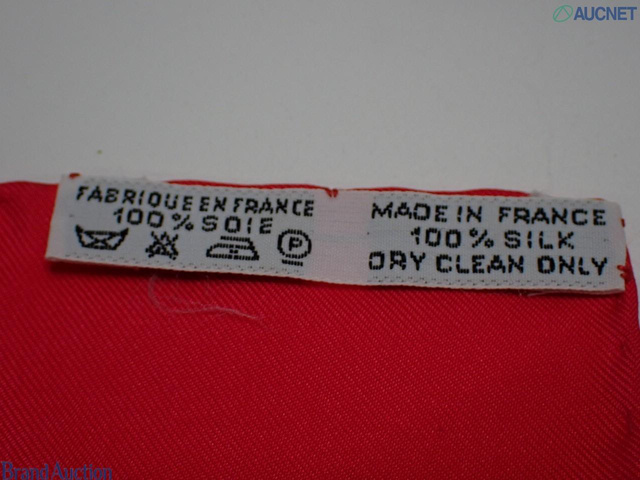 AUCNET
FABRIQUE EN FRANCE
100% SOIE
P
MADE IN FRANCE
100% SILK
DRY CLEAN ONLY
Brand Auction